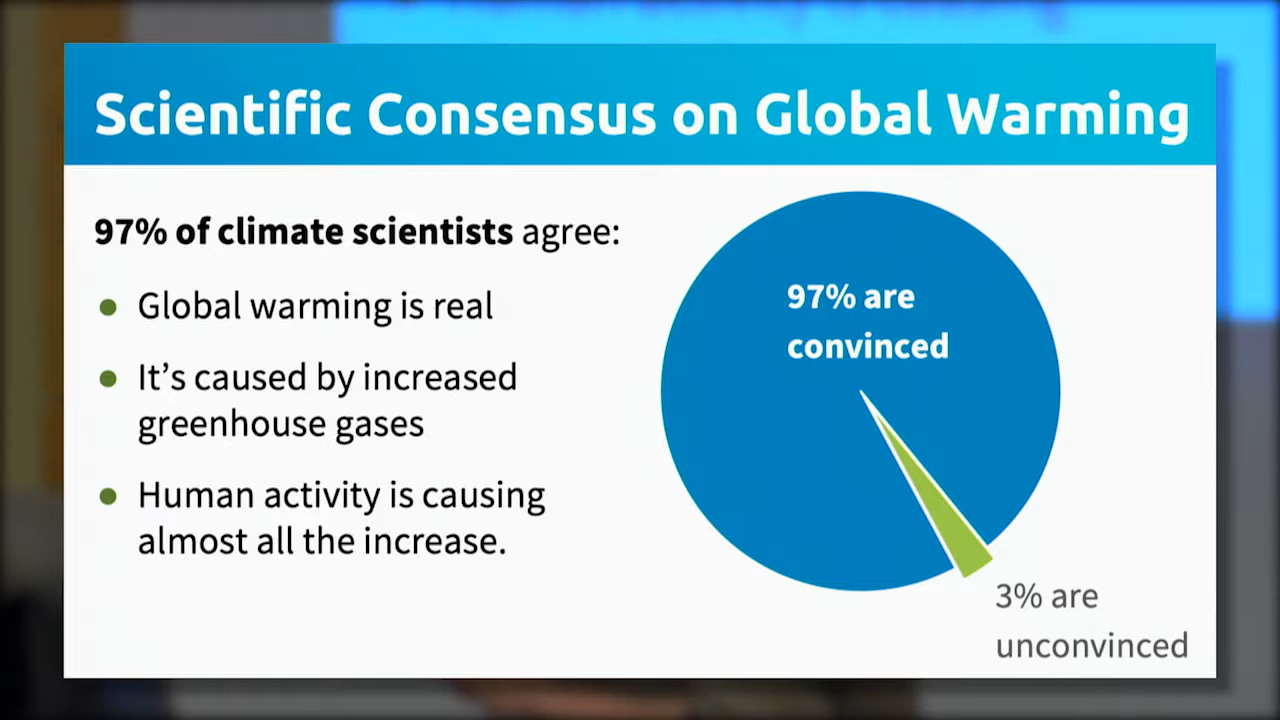 Scientific Consensus on Global Warming
97% of climate scientists agree:
● Global warming is real
● It's caused by increased
greenhouse gases
● Human activity is causing
almost all the increase.
97% are
convinced
3% are
unconvinced